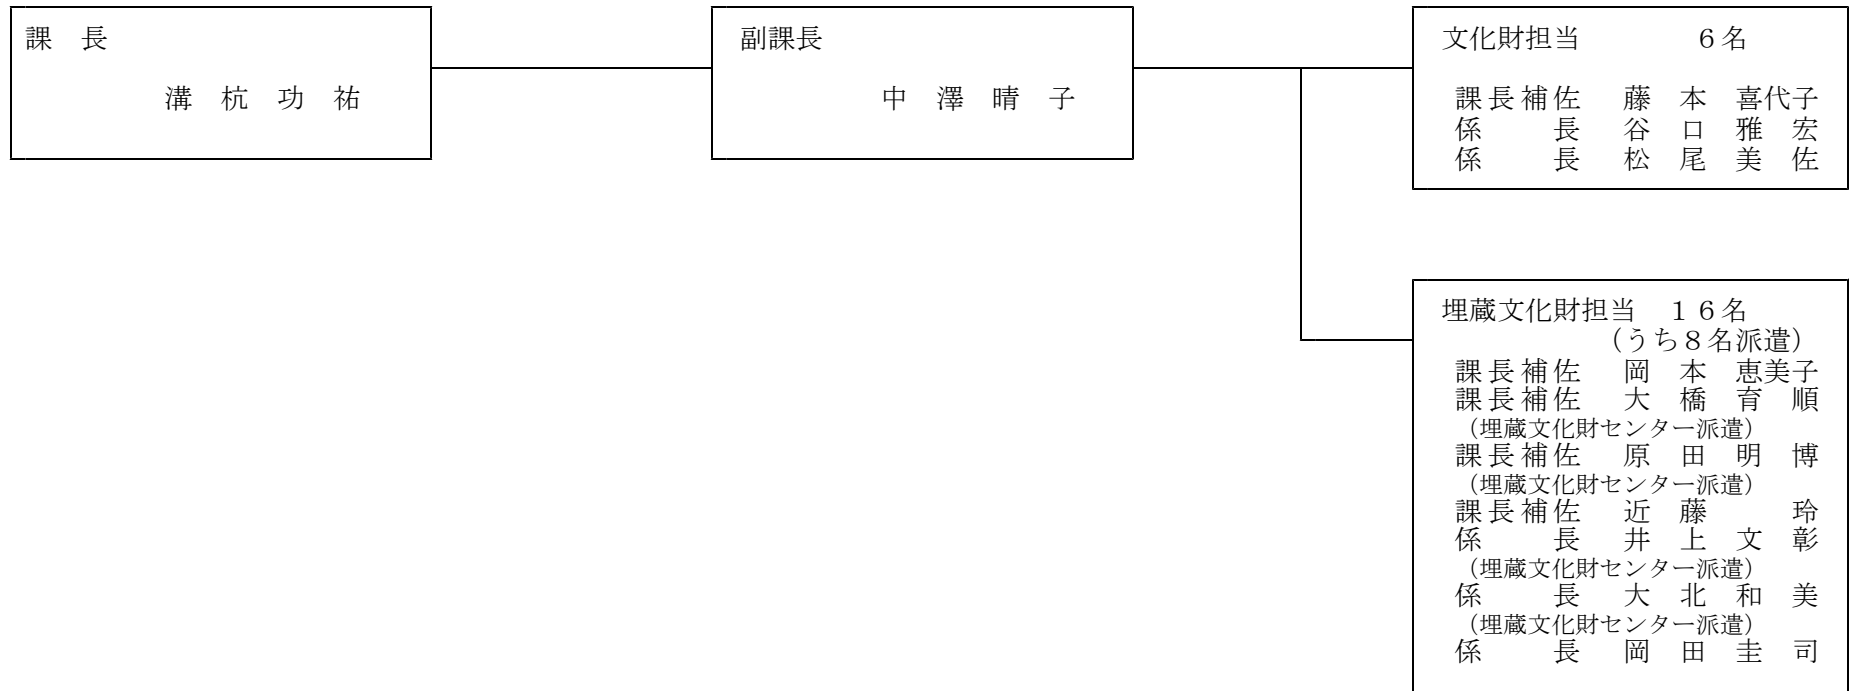 課　長
溝　杭　功　祐
副課長
中　澤　晴　子
文化財担当　　　　６名
課長補佐　藤　本　喜代子
係　　長　谷　口　雅　宏
係　　長　松　尾　美　佐
埋蔵文化財担当　１６名
（うち８名派遣）
課長補佐　岡　本　恵美子
課長補佐　大　橋　育　順
（埋蔵文化財センター派遣）
課長補佐　原　田　明　博
（埋蔵文化財センター派遣）
課長補佐　近　藤　　　玲
係　　長　井　上　文　彰
（埋蔵文化財センター派遣）
係　　長　大　北　和　美
（埋蔵文化財センター派遣）
係　　長　岡　田　圭　司